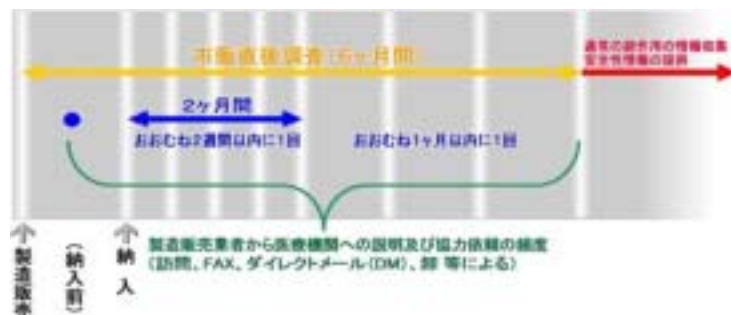 市販直後調査(6ヶ月間)
通常の副作用の情報収集
安全性情報の提供
2ヶ月間
おおむね2週間以内に1回
おおむね1ヶ月以内に1回
製造販売業者から医療機関への説明及び協力依頼の頻度
(訪問、FAX、ダイレクトメール(DM)、卸 等による)
製造販売
(納入前)
納入